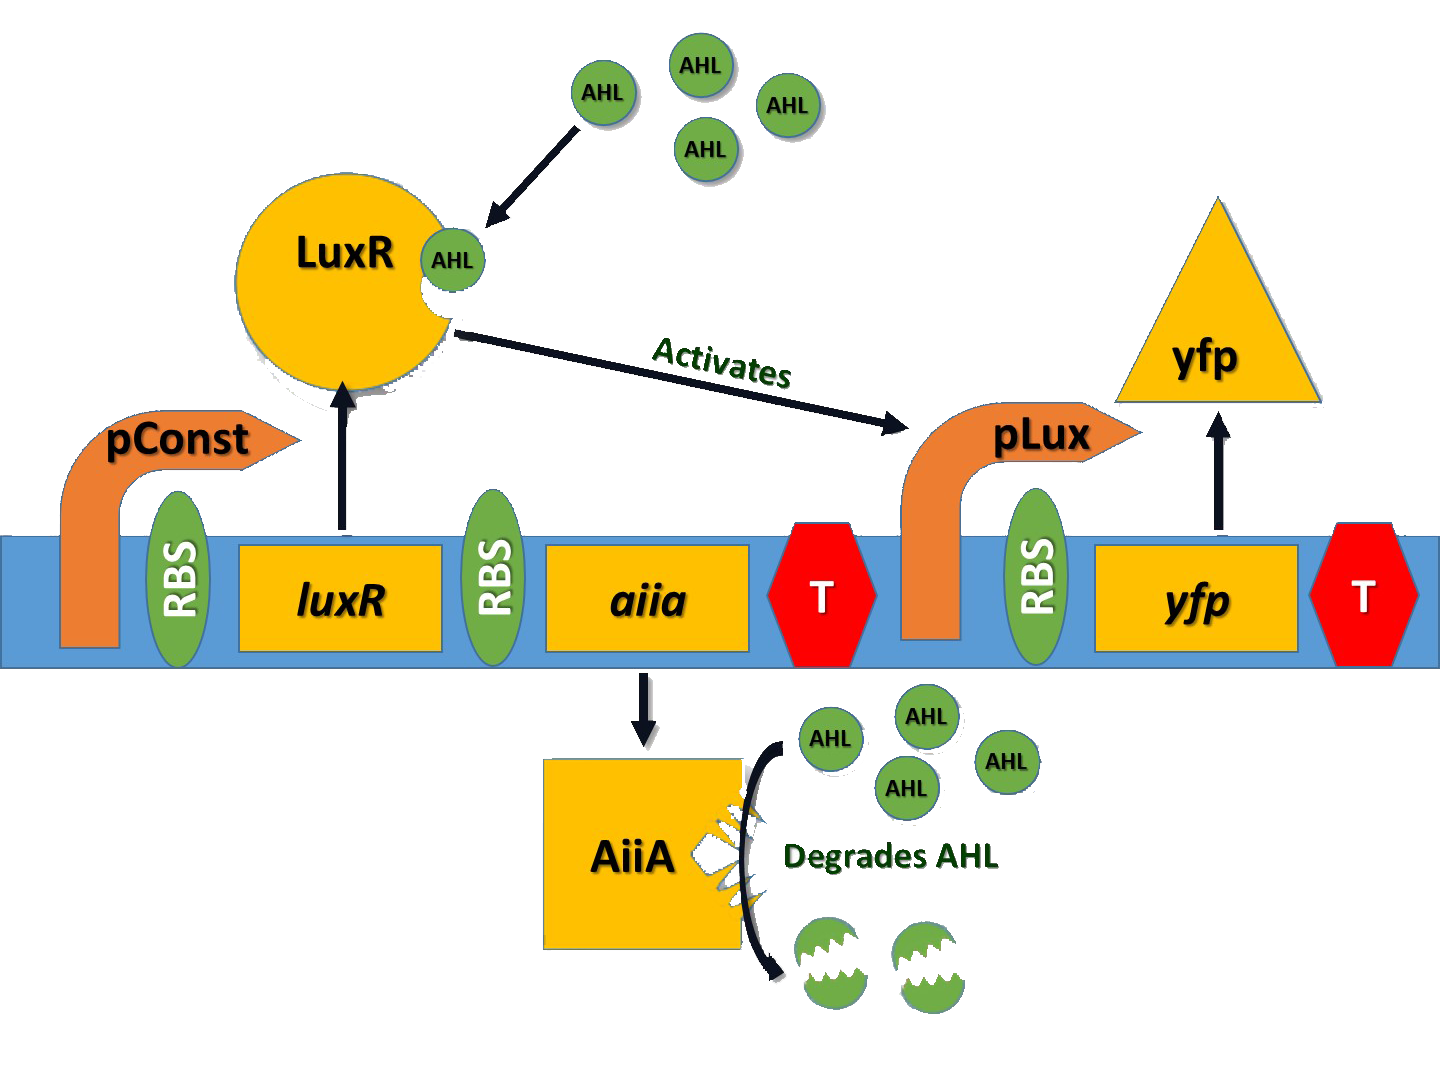 AHL
AHL
AHL
AHL
LuxR
AHL
Activates
yfp
pConst
pLux
RBS
luxR
RBS
aiia
T
RBS
yfp
T
AHL
AHL
AHL
AHL
AiiA
Degrades AHL